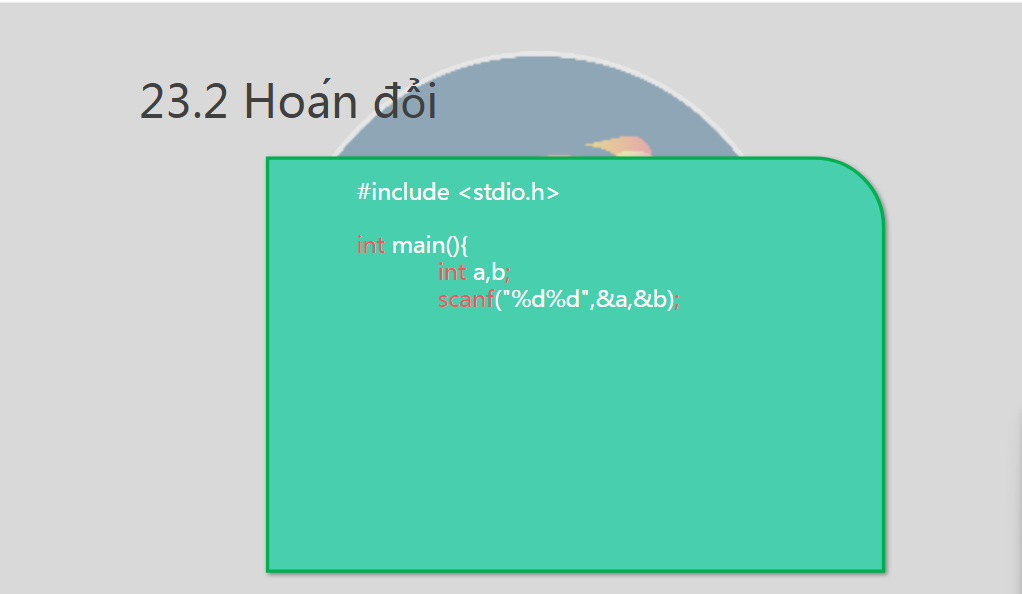 23.2 Hoán đổi
#include <stdio.h>
int main(){
int a,b;
scanf("%d%d",&a,&b);